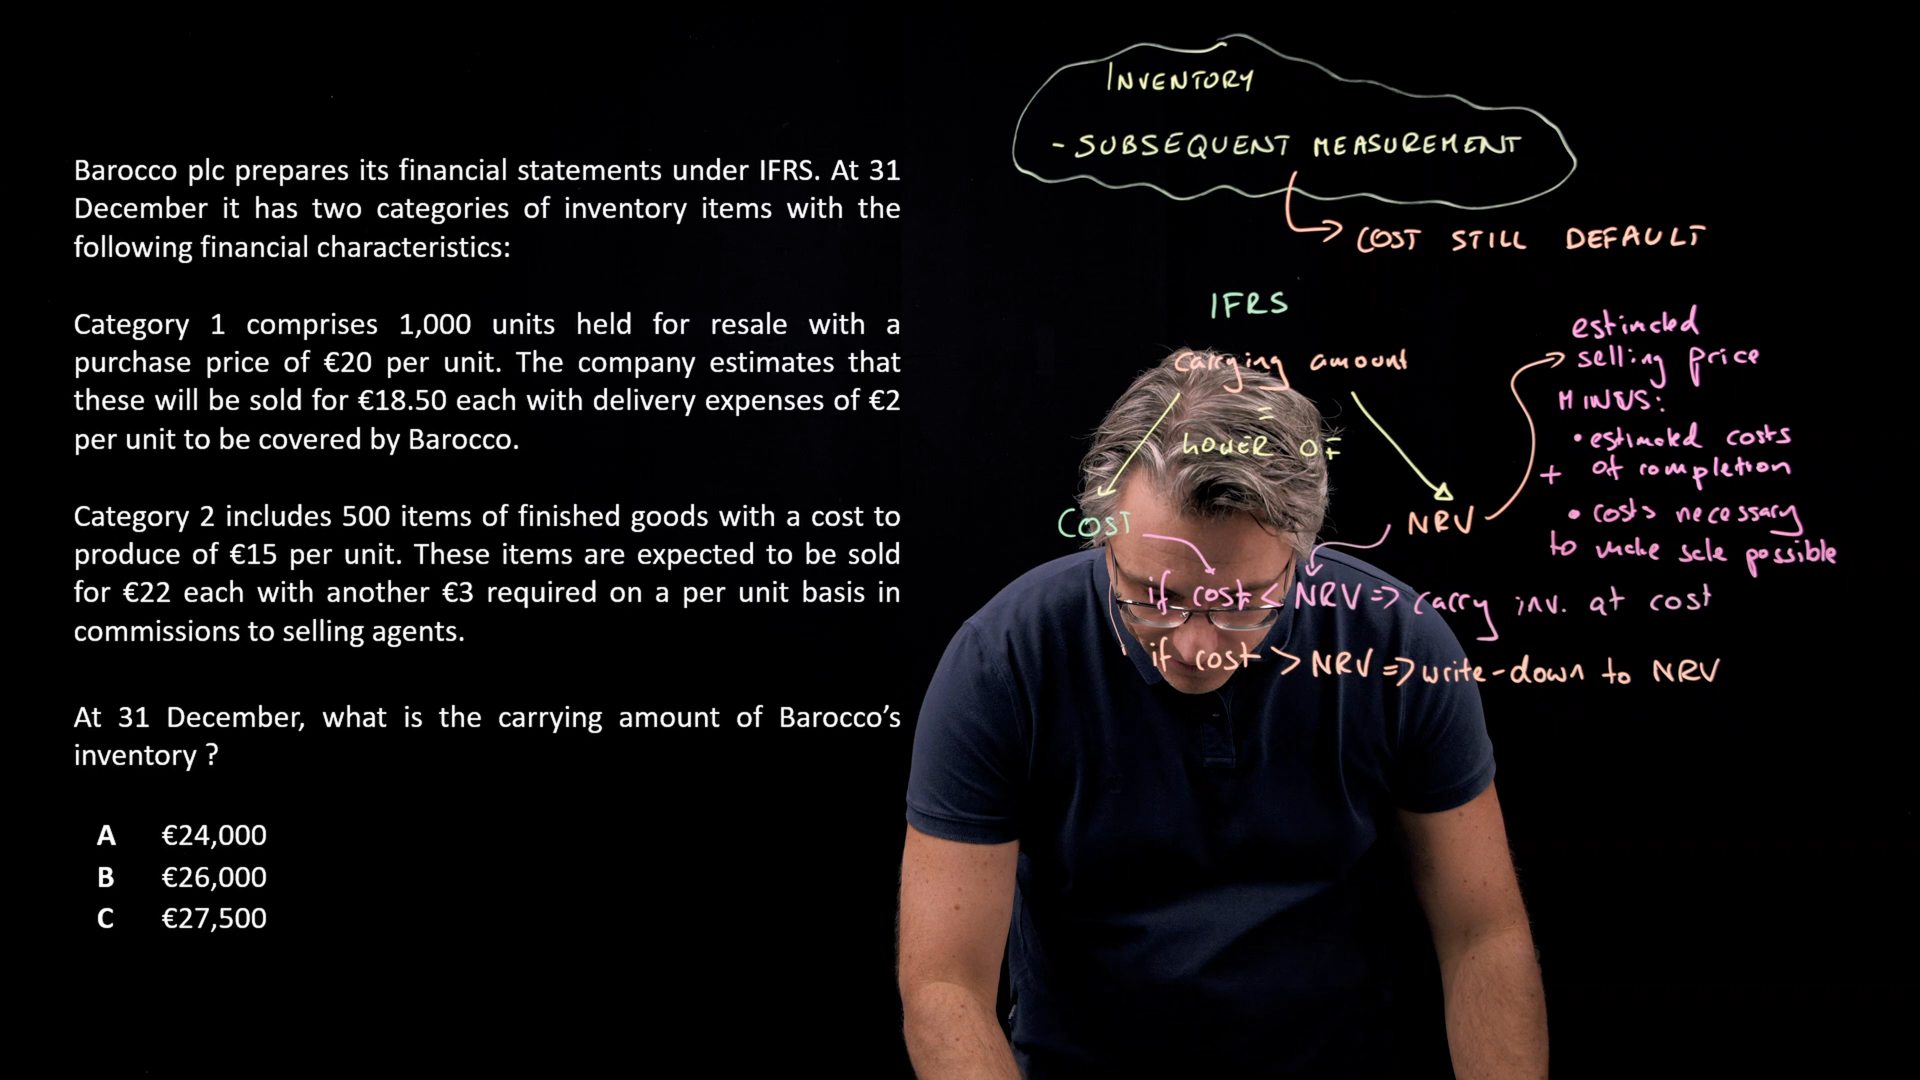 Barocco plc prepares its financial statements under IFRS. At 31
December it has two categories of inventory items with the
following financial characteristics:
Category 1 comprises 1,000 units held for resale with a
purchase price of €20 per unit. The company estimates that
these will be sold for €18.50 each with delivery expenses of €2
per unit to be covered by Barocco.
Category 2 includes 500 items of finished goods with a cost to
produce of €15 per unit. These items are expected to be sold
for €22 each with another €3 required on a per unit basis in
commissions to selling agents.
At 31 December, what is the carrying amount of Barocco’s
inventory ?
A €24,000
B €26,000
C €27,500
INVENTORY
- SUBSEQUENT MEASUREMENT
COST STILL DEFAULT
IFRS
carrying amount
=
LOWER OF
COST
NRV
estimated
selling price
MINUS:
• estimated costs
of completion
+
• costs necessary
to make sale possible
if cost < NRV => carry inv. at cost
if cost > NRV => write-down to NRV